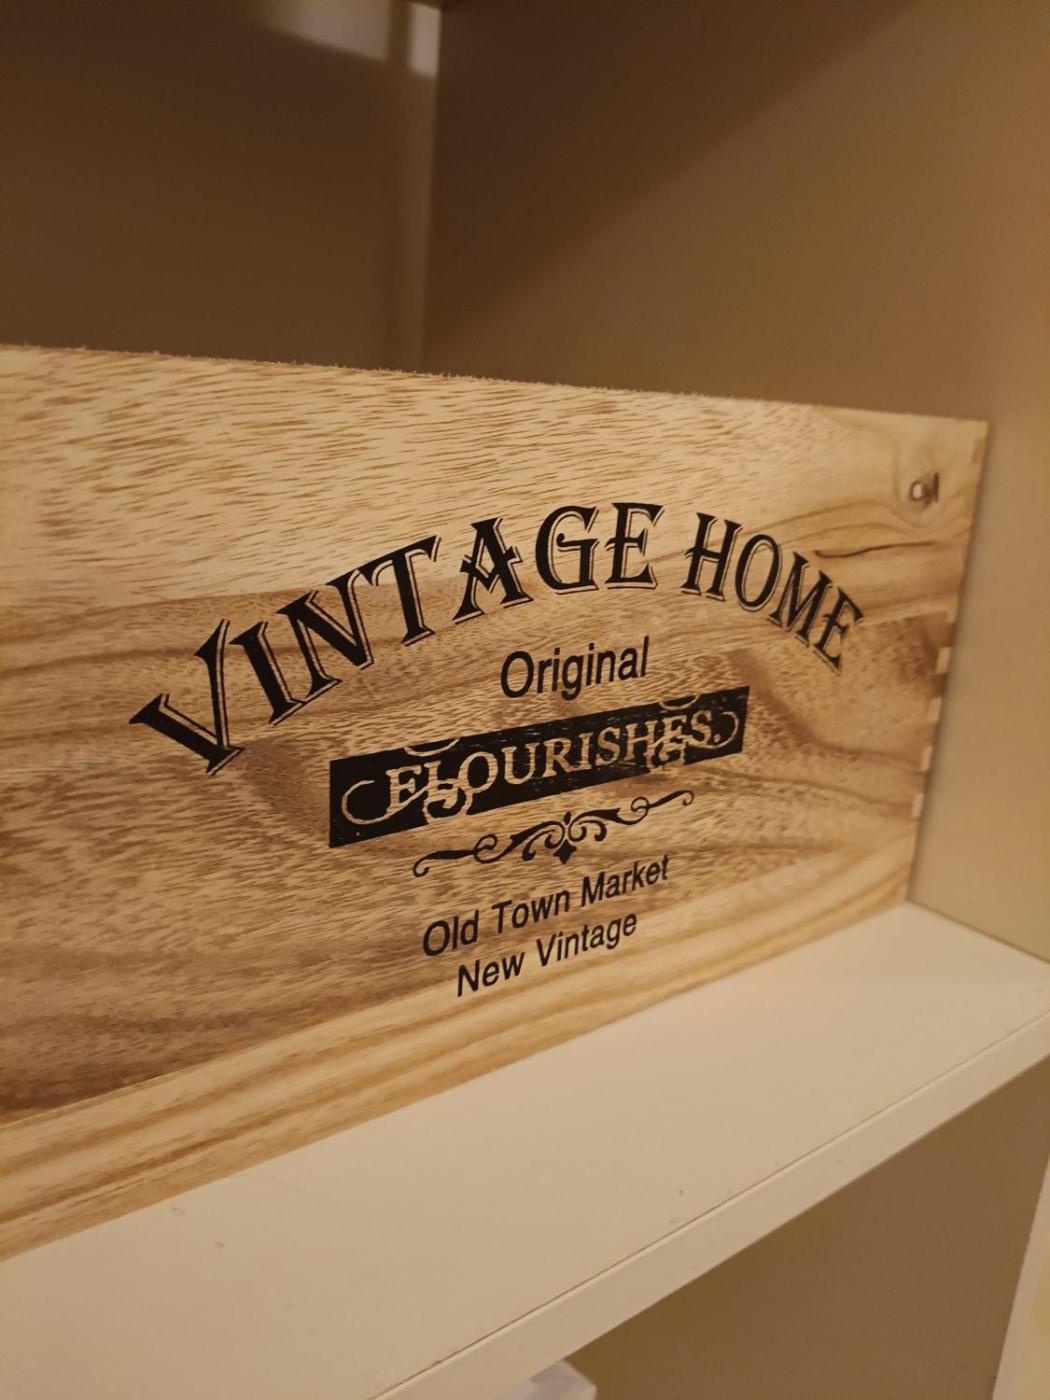 VINTAGE HOME
Original
FLOURISHES
Old Town Market
New Vintage